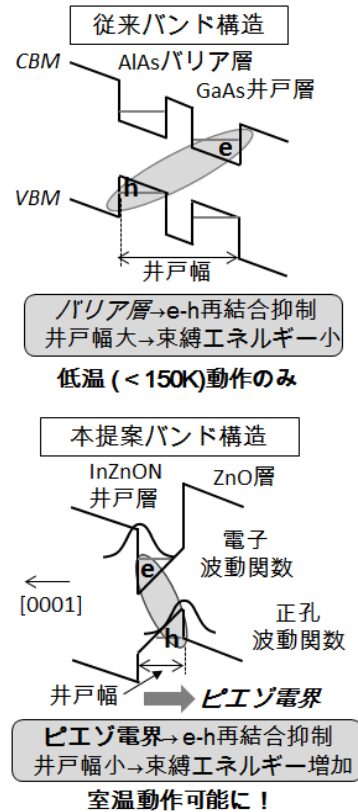 従来バンド構造
CBM
AlAsバリア層
GaAs井戸層
e
h
VBM
井戸幅
バリア層→e-h再結合抑制
井戸幅大→束縛エネルギー小
低温 (<150K)動作のみ
本提案バンド構造
InZnON
井戸層
ZnO層
電子
波動関数
e
[0001]
正孔
波動関数
h
井戸幅
ピエゾ電界
ピエゾ電界→e-h再結合抑制
井戸幅小→束縛エネルギー増加
室温動作可能に！